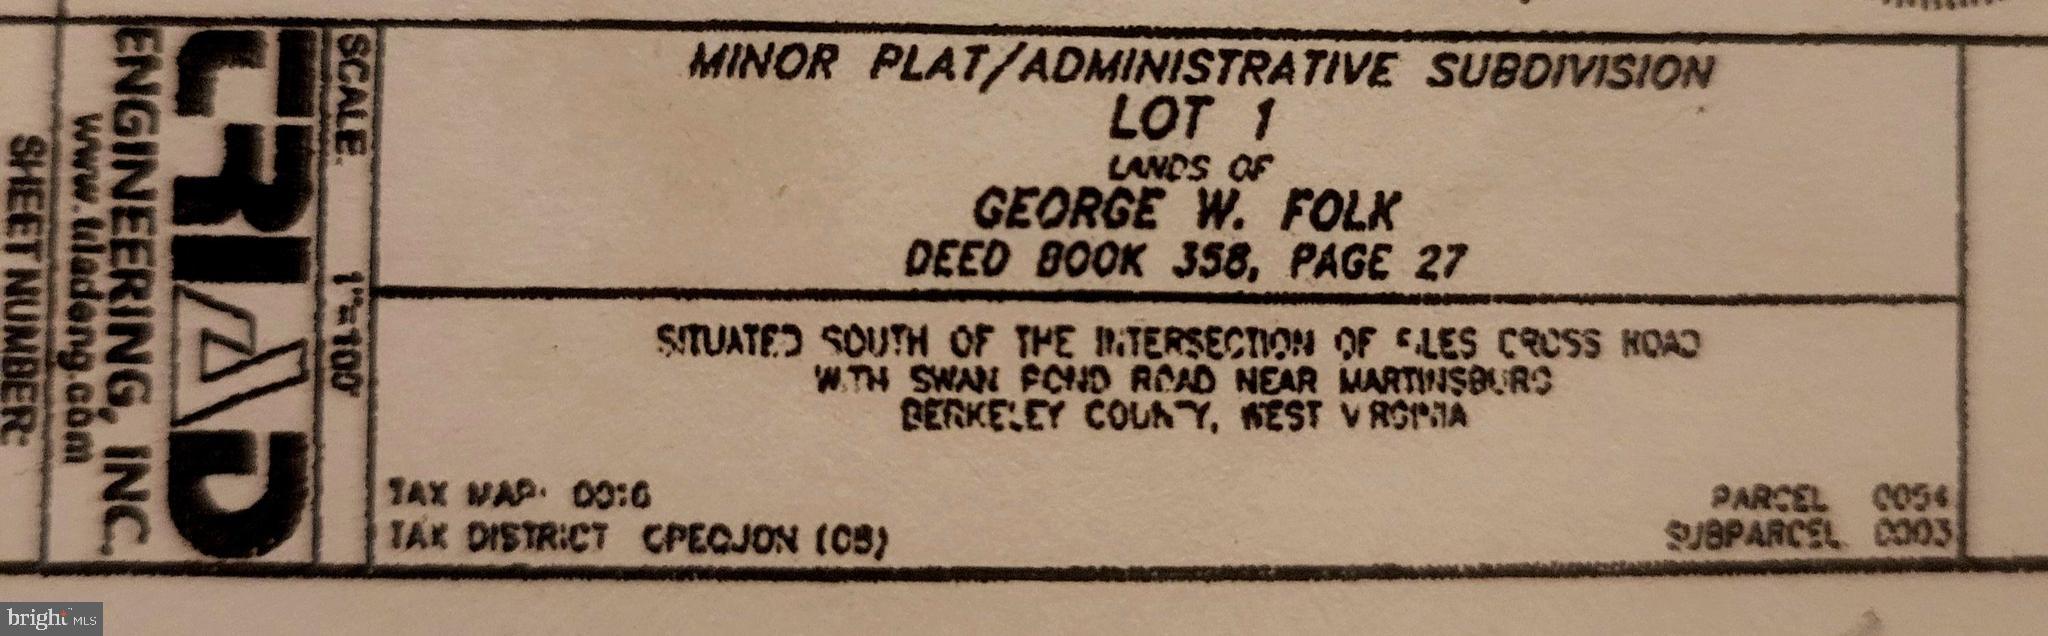 MINOR PLAT/ADMINISTRATIVE SUBDIVISION
LOT 1
LANDS OF
GEORGE W. FOLK
DEED BOOK 358, PAGE 27
SITUATED SOUTH OF THE INTERSECTION OF CROSS ROAD
WITH SWAN POND ROAD NEAR MARTINSBURG
BERKELEY COUNTY, WEST VIRGINIA
TAX MAP:
TAX DISTRICT
PARCEL 0054
SUBPARCEL 0003
SCALE: 1"=100'
TRIAD
ENGINEERING, INC.
www.triadeng.com
SHEET NUMBER:
bright MLS